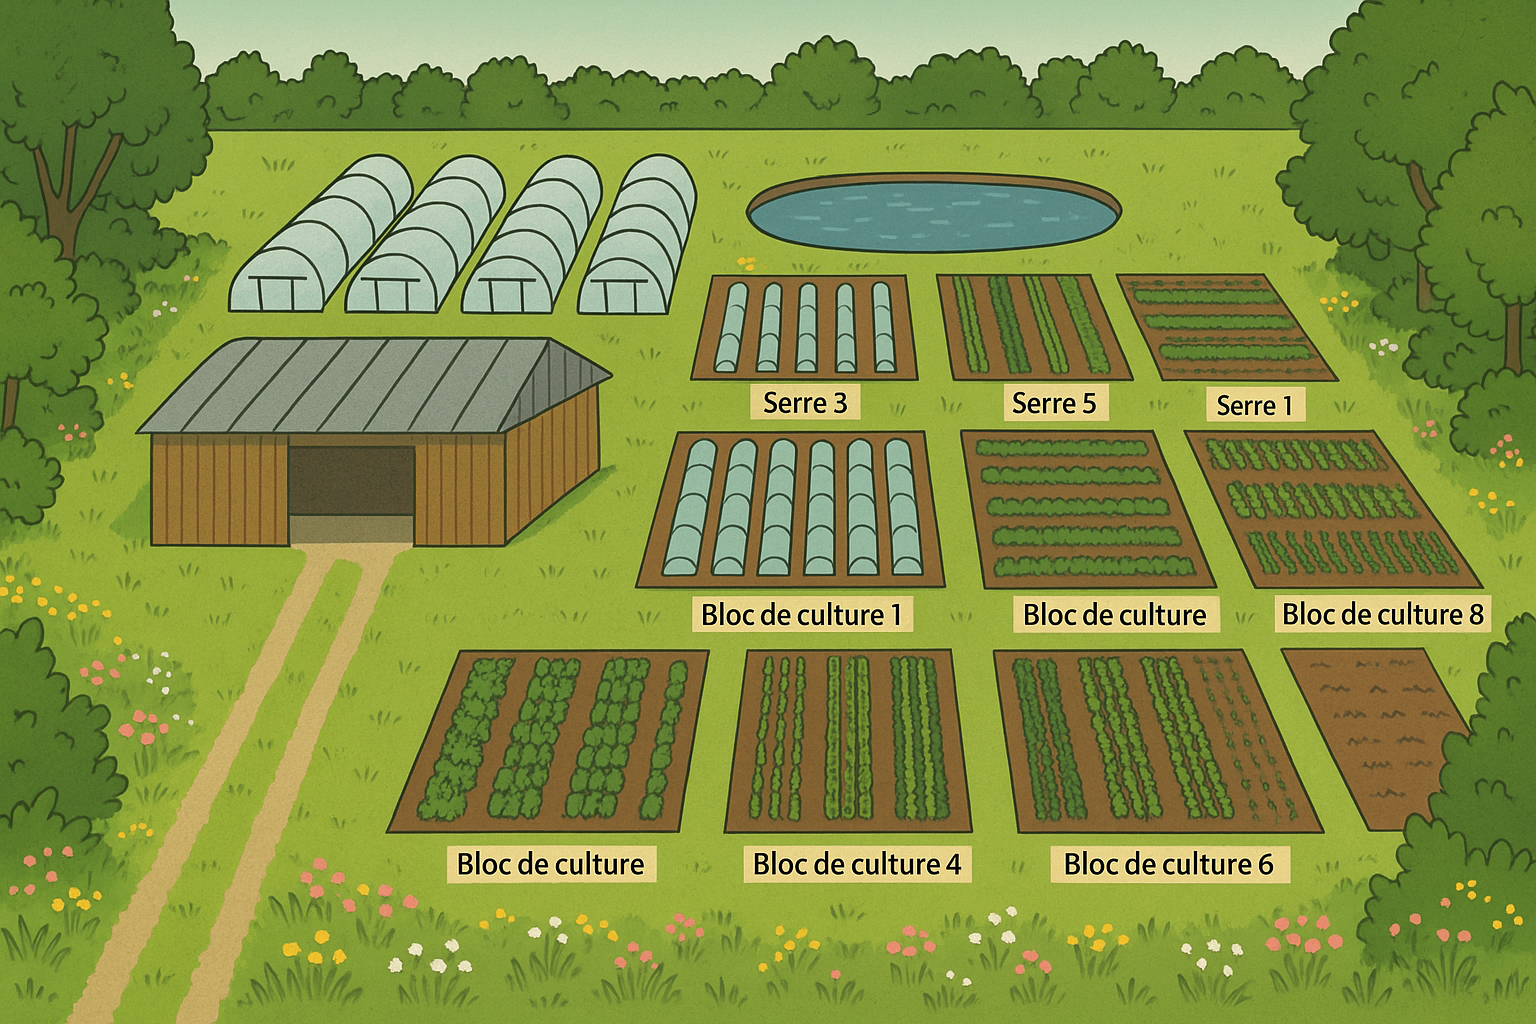 Serre 3
Serre 5
Serre 1
Bloc de culture 1
Bloc de culture
Bloc de culture 8
Bloc de culture
Bloc de culture 4
Bloc de culture 6